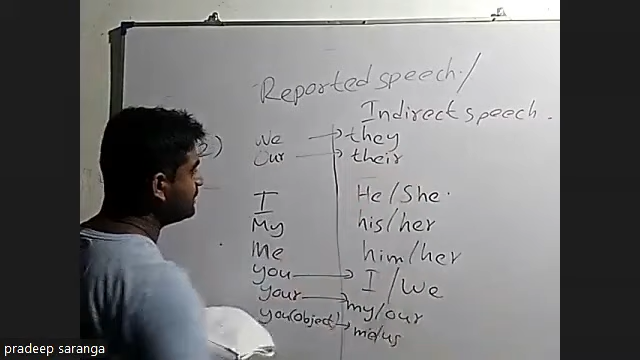 Reported speech /
Indirect speech.
2)
We → they
Our → their
I He/She.
My his/her
Me him/her
you → I/We
your → my/our
you(object) → me/us
pradeep saranga